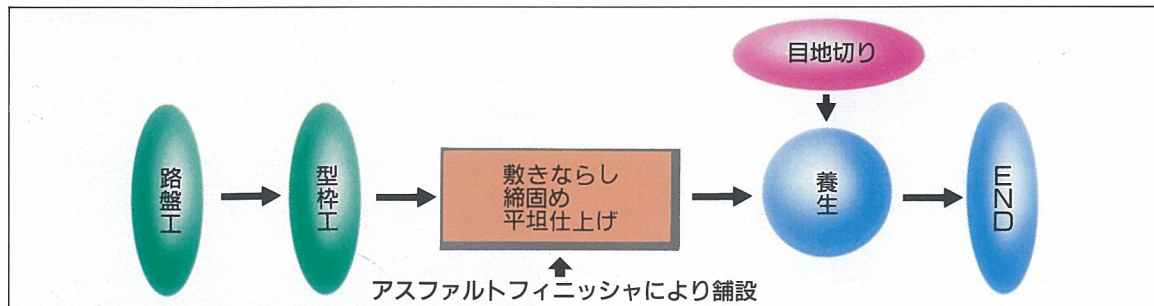 目地切り
路盤工
型枠工
敷きならし
締固め
平坦仕上げ
養生
END
アスファルトフィニッシャにより舗設